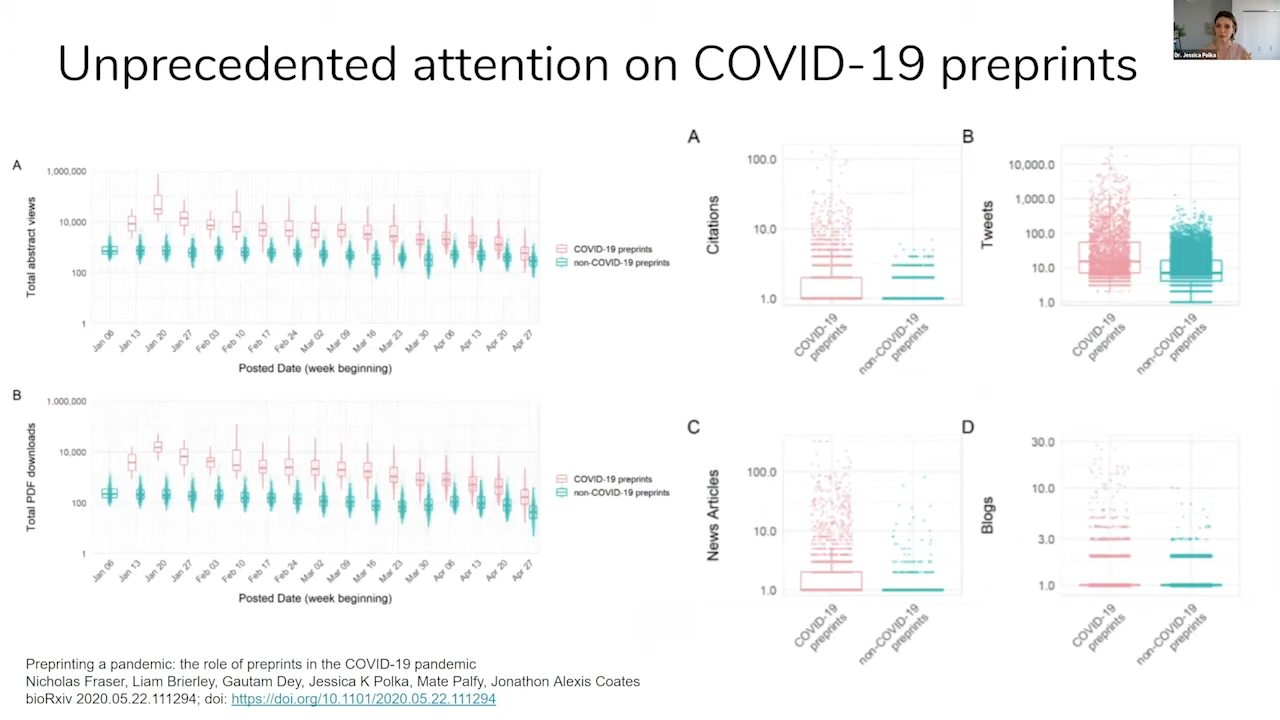 Unprecedented attention on COVID-19 preprints
Dr. Jessica Polka
A
1,000,000
10,000
100
1
Total abstract views
Jan 06
Jan 13
Jan 20
Jan 27
Feb 03
Feb 10
Feb 17
Feb 24
Mar 02
Mar 09
Mar 16
Mar 23
Mar 30
Apr 06
Apr 13
Apr 20
Apr 27
Posted Date (week beginning)
COVID-19 preprints
non-COVID-19 preprints
B
1,000,000
10,000
100
1
Total PDF downloads
Jan 06
Jan 13
Jan 20
Jan 27
Feb 03
Feb 10
Feb 17
Feb 24
Mar 02
Mar 09
Mar 16
Mar 23
Mar 30
Apr 06
Apr 13
Apr 20
Apr 27
Posted Date (week beginning)
COVID-19 preprints
non-COVID-19 preprints
A
100.0
10.0
1.0
Citations
COVID-19
preprints
non-COVID-19
preprints
B
10,000.0
1,000.0
100.0
10.0
1.0
Tweets
COVID-19
preprints
non-COVID-19
preprints
C
100.0
10.0
1.0
News Articles
COVID-19
preprints
non-COVID-19
preprints
D
30.0
10.0
3.0
1.0
Blogs
COVID-19
preprints
non-COVID-19
preprints
Preprinting a pandemic: the role of preprints in the COVID-19 pandemic
Nicholas Fraser, Liam Brierley, Gautam Dey, Jessica K Polka, Mate Palfy, Jonathon Alexis Coates
bioRxiv 2020.05.22.111294; doi: https://doi.org/10.1101/2020.05.22.111294